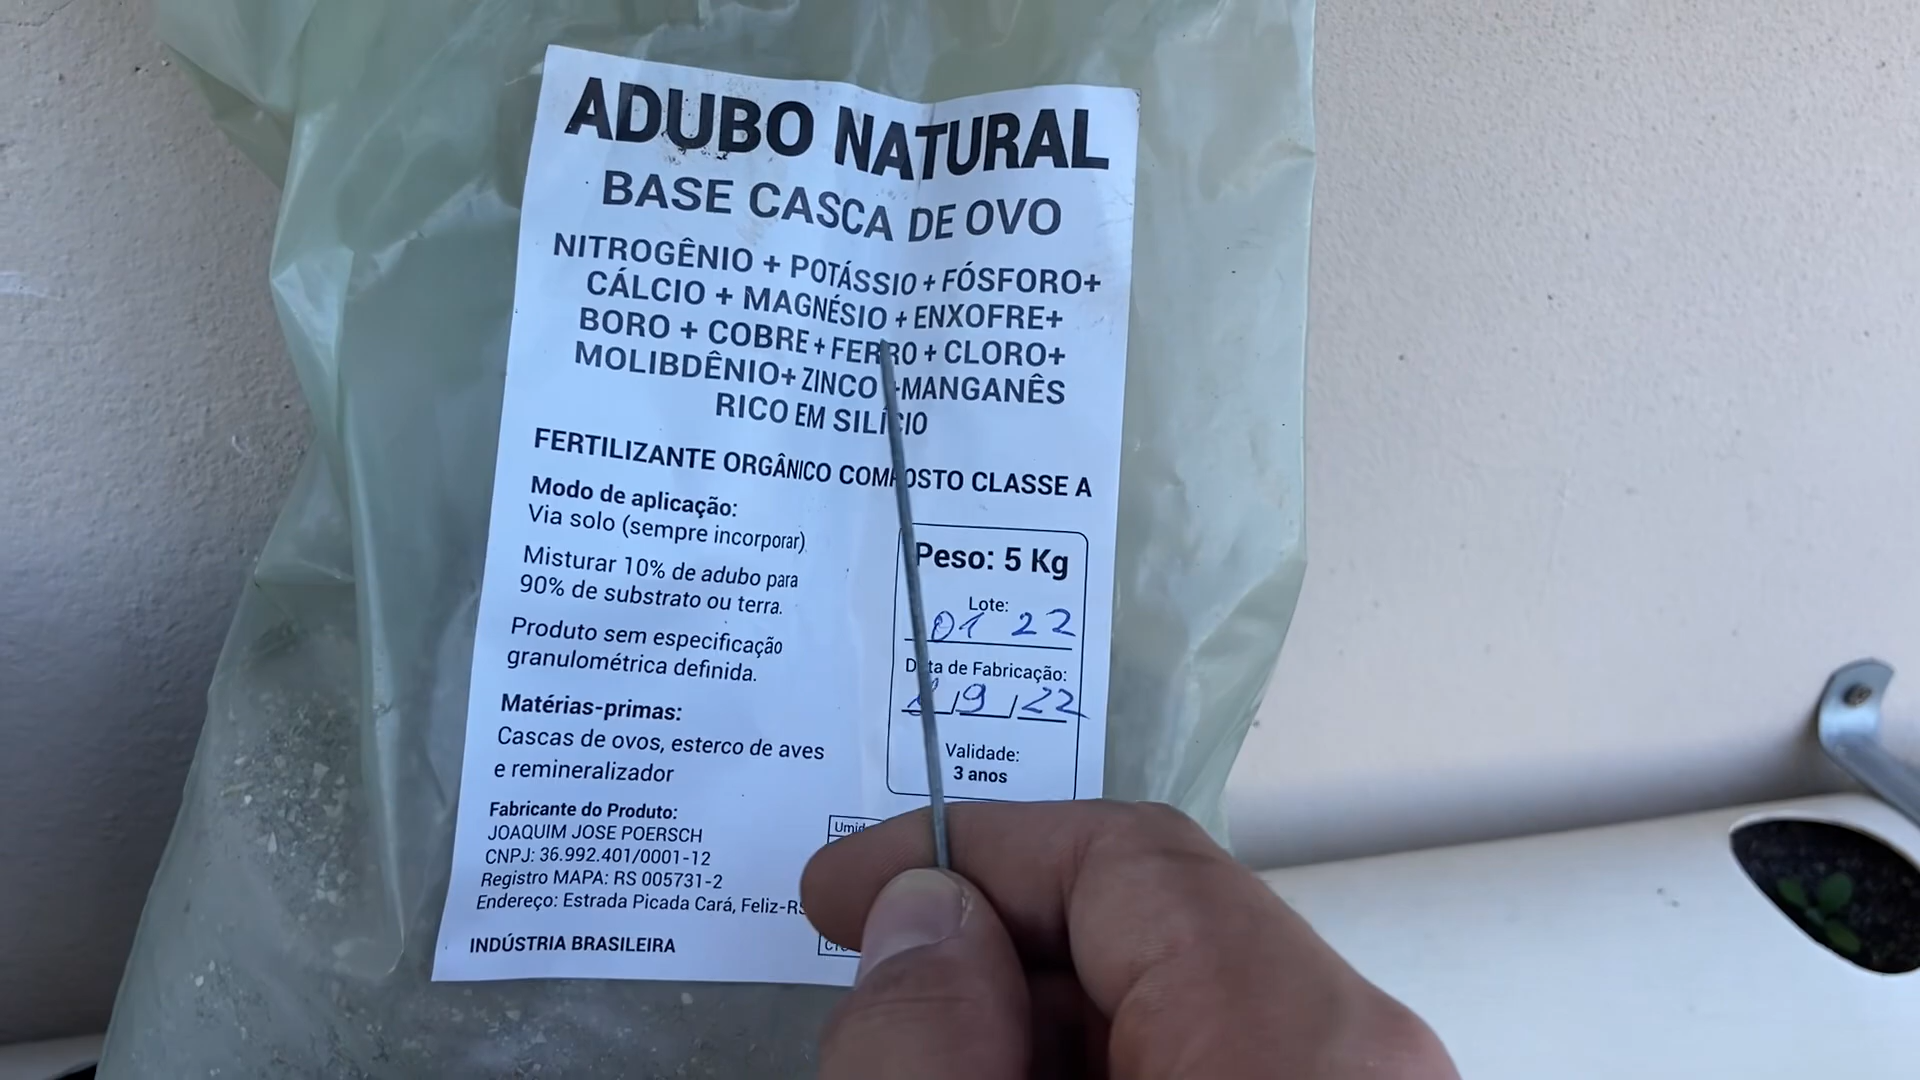 ADUBO NATURAL
BASE CASCA DE OVO
NITROGÊNIO + POTÁSSIO + FÓSFORO+
CÁLCIO + MAGNÉSIO + ENXOFRE+
BORO + COBRE + FERRO + CLORO+
MOLIBDÊNIO+ ZINCO +MANGANÊS
RICO EM SILÍCIO
FERTILIZANTE ORGÂNICO COMPOSTO CLASSE A
Modo de aplicação:
Via solo (sempre incorporar).
Misturar 10% de adubo para
90% de substrato ou terra.
Produto sem especificação
granulométrica definida.
Matérias-primas:
Cascas de ovos, esterco de aves
e remineralizador
Fabricante do Produto:
JOAQUIM JOSE POERSCH
CNPJ: 36.992.401/0001-12
Registro MAPA: RS 005731-2
Endereço: Estrada Picada Cará, Feliz-RS
INDÚSTRIA BRASILEIRA
Peso: 5 Kg
Lote:
01 22
Data de Fabricação:
/9/22
Validade:
3 anos